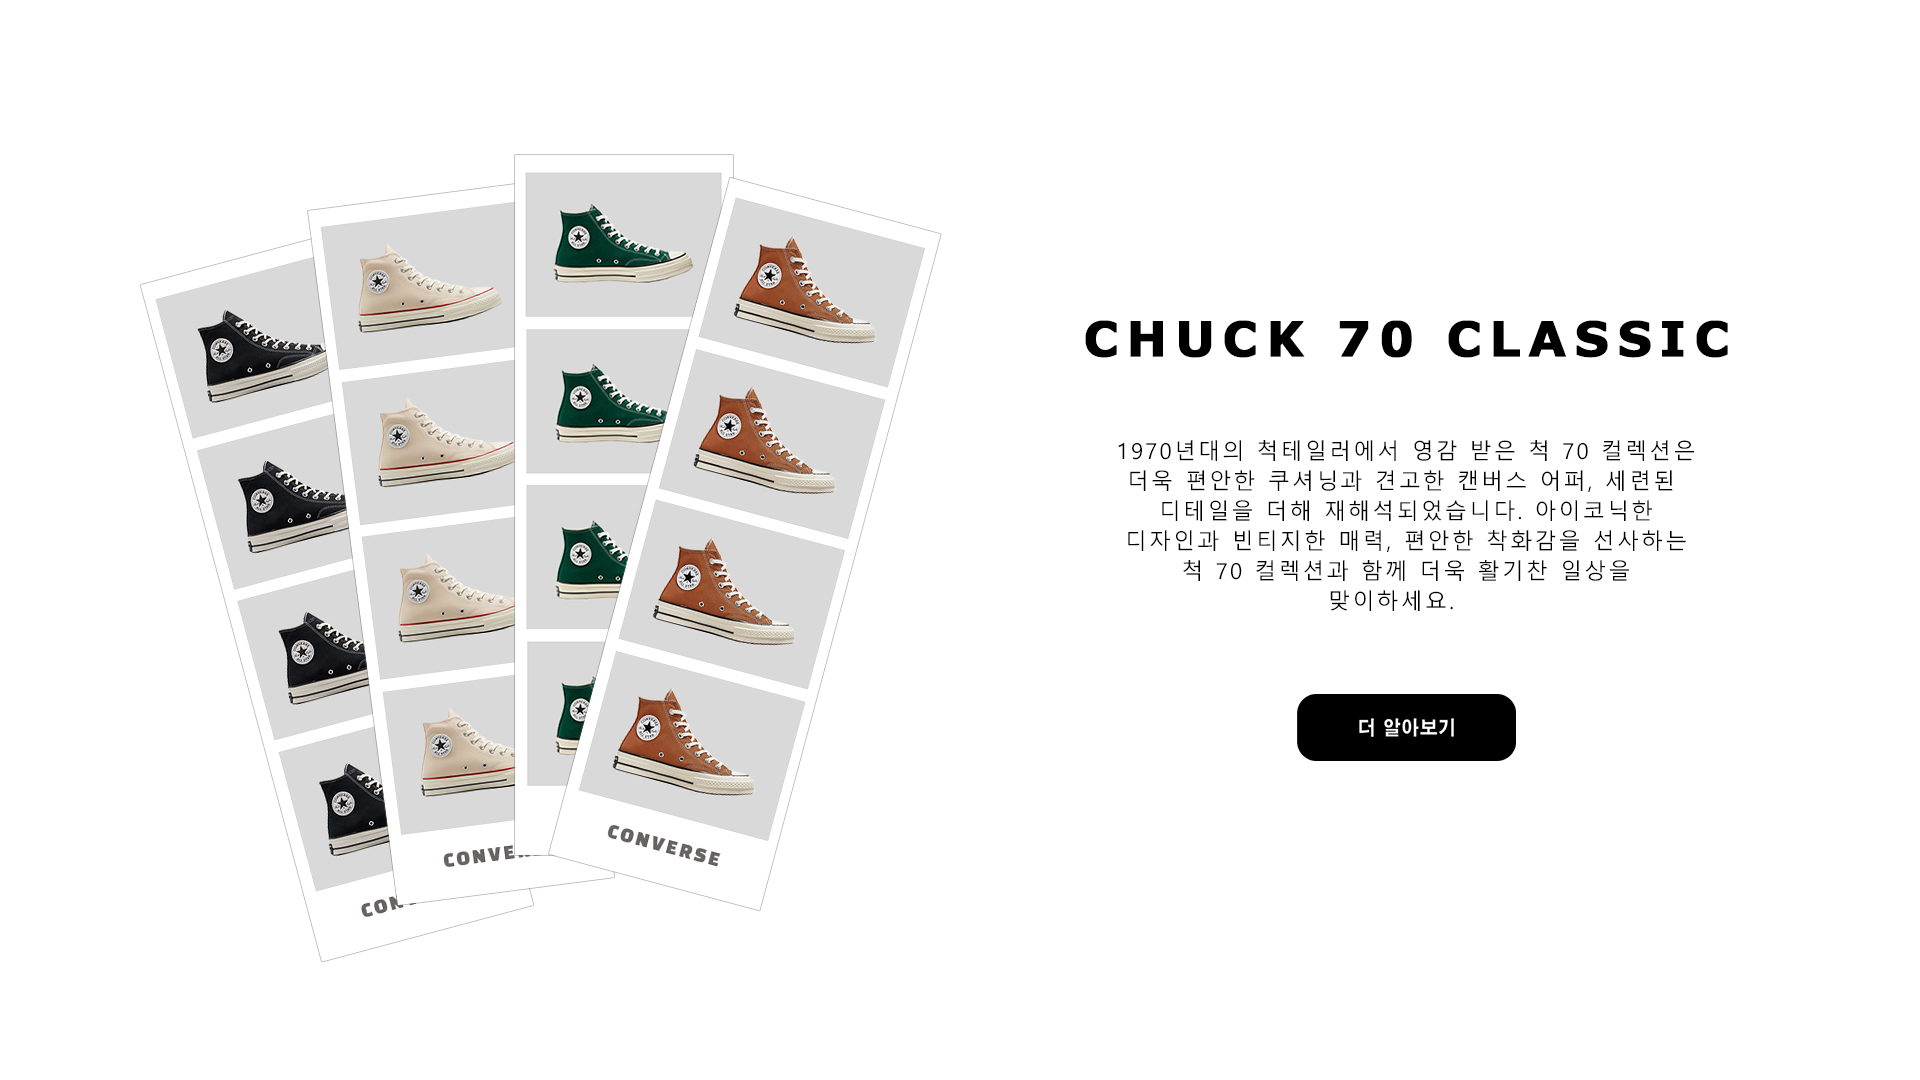 CHUCK 70 CLASSIC
1970년대의 척테일러에서 영감 받은 척 70 컬렉션은
더욱 편안한 쿠셔닝과 견고한 캔버스 어퍼, 세련된
디테일을 더해 재해석되었습니다. 아이코닉한
디자인과 빈티지한 매력, 편안한 착화감을 선사하는
척 70 컬렉션과 함께 더욱 활기찬 일상을
맞이하세요.
더 알아보기
CONVERSE